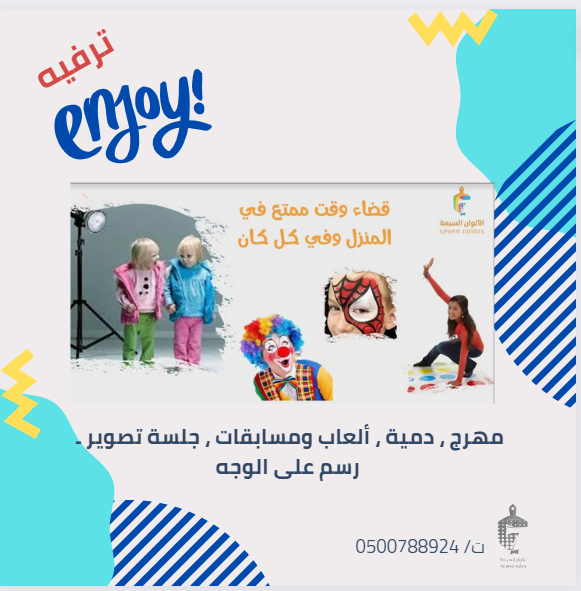 ترفيه
enjoy!
قضاء وقت ممتع في
المنزل وفي كل كان
الألوان السبعة
seven colors
مهرج , دمية , ألعاب ومسابقات , جلسة تصوير ـ
رسم على الوجه
ت/ 0500788924